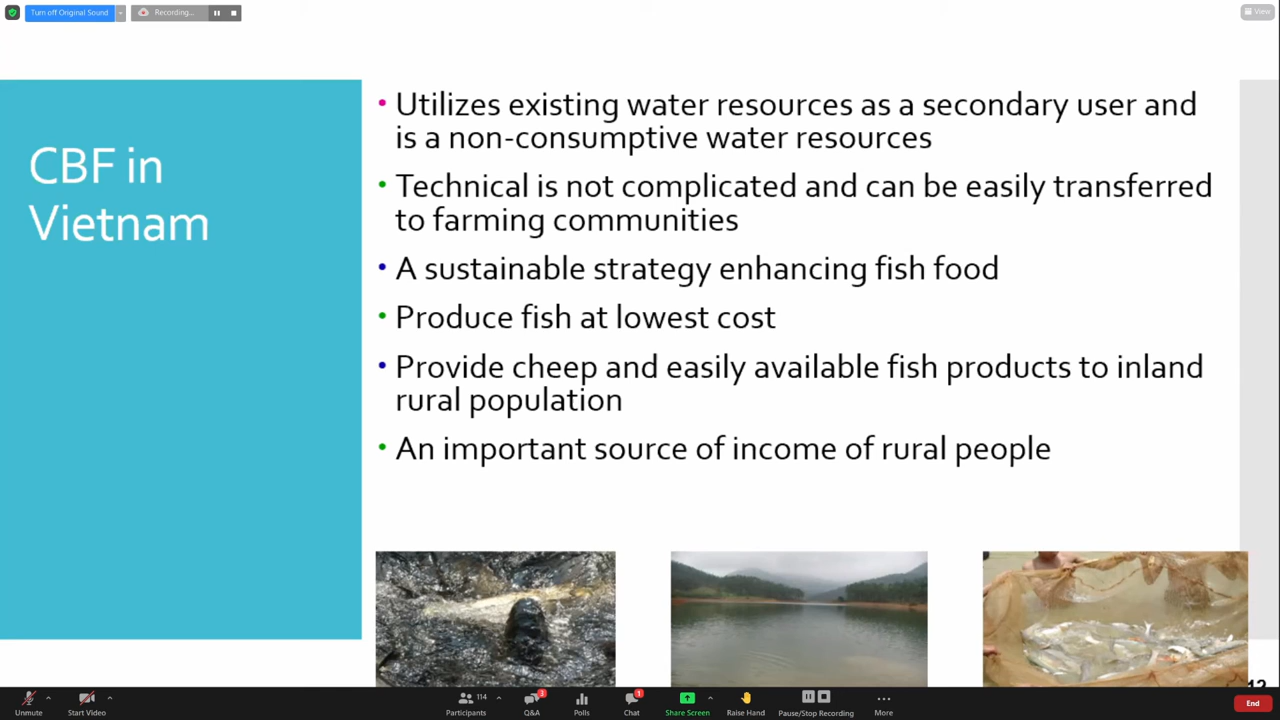 Turn off Original Sound
Recording...
View
CBF in
Vietnam
• Utilizes existing water resources as a secondary user and
is a non-consumptive water resources
• Technical is not complicated and can be easily transferred
to farming communities
• A sustainable strategy enhancing fish food
• Produce fish at lowest cost
• Provide cheep and easily available fish products to inland
rural population
• An important source of income of rural people
Unmute
Start Video
114
Participants
3
Q&A
Polls
1
Chat
Share Screen
Raise Hand
Pause/Stop Recording
More
End